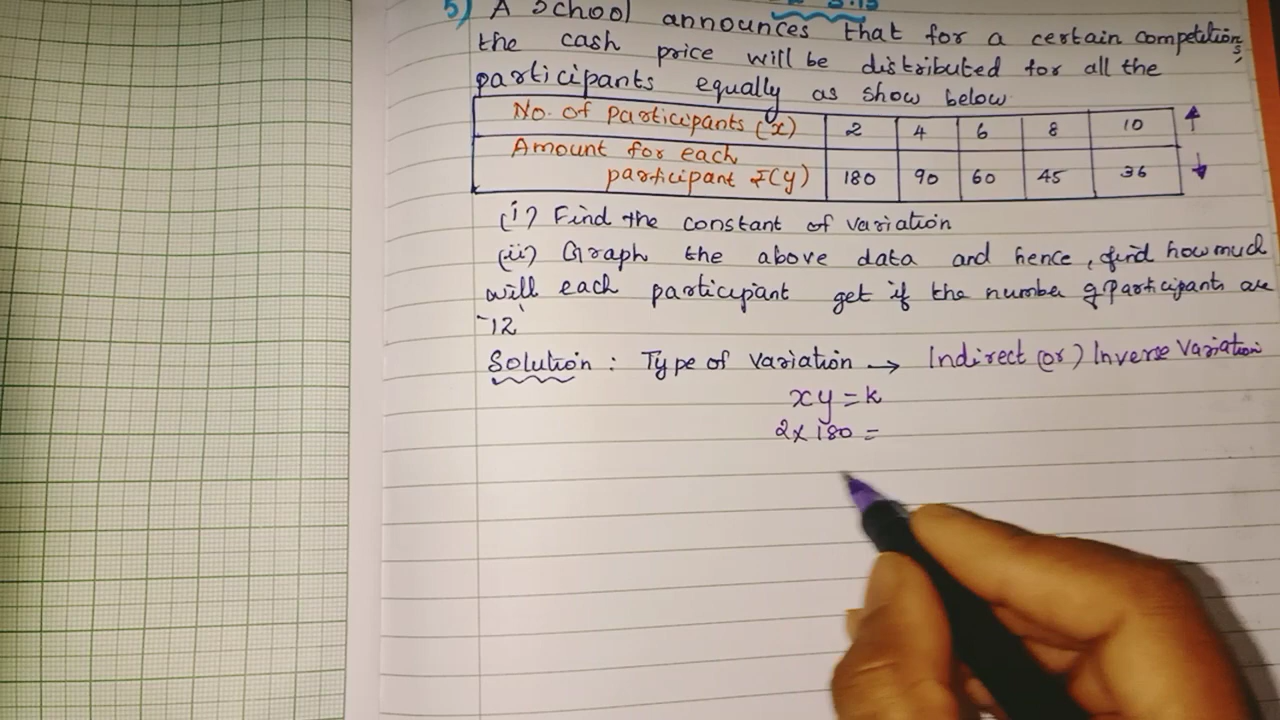 5) A School announces that for a certain competitions,
the cash price will be distributed for all the
participants equally as show below
No. of participants (x) 2 4 6 8 10
Amount for each
participant ₹(y) 180 90 60 45 36
(i) Find the constant of variation
(ii) Graph the above data and hence, find how much
will each participant get if the number of participants are
12
Solution : Type of variation → Indirect (or) Inverse Variation
xy = k
2 x 180 =